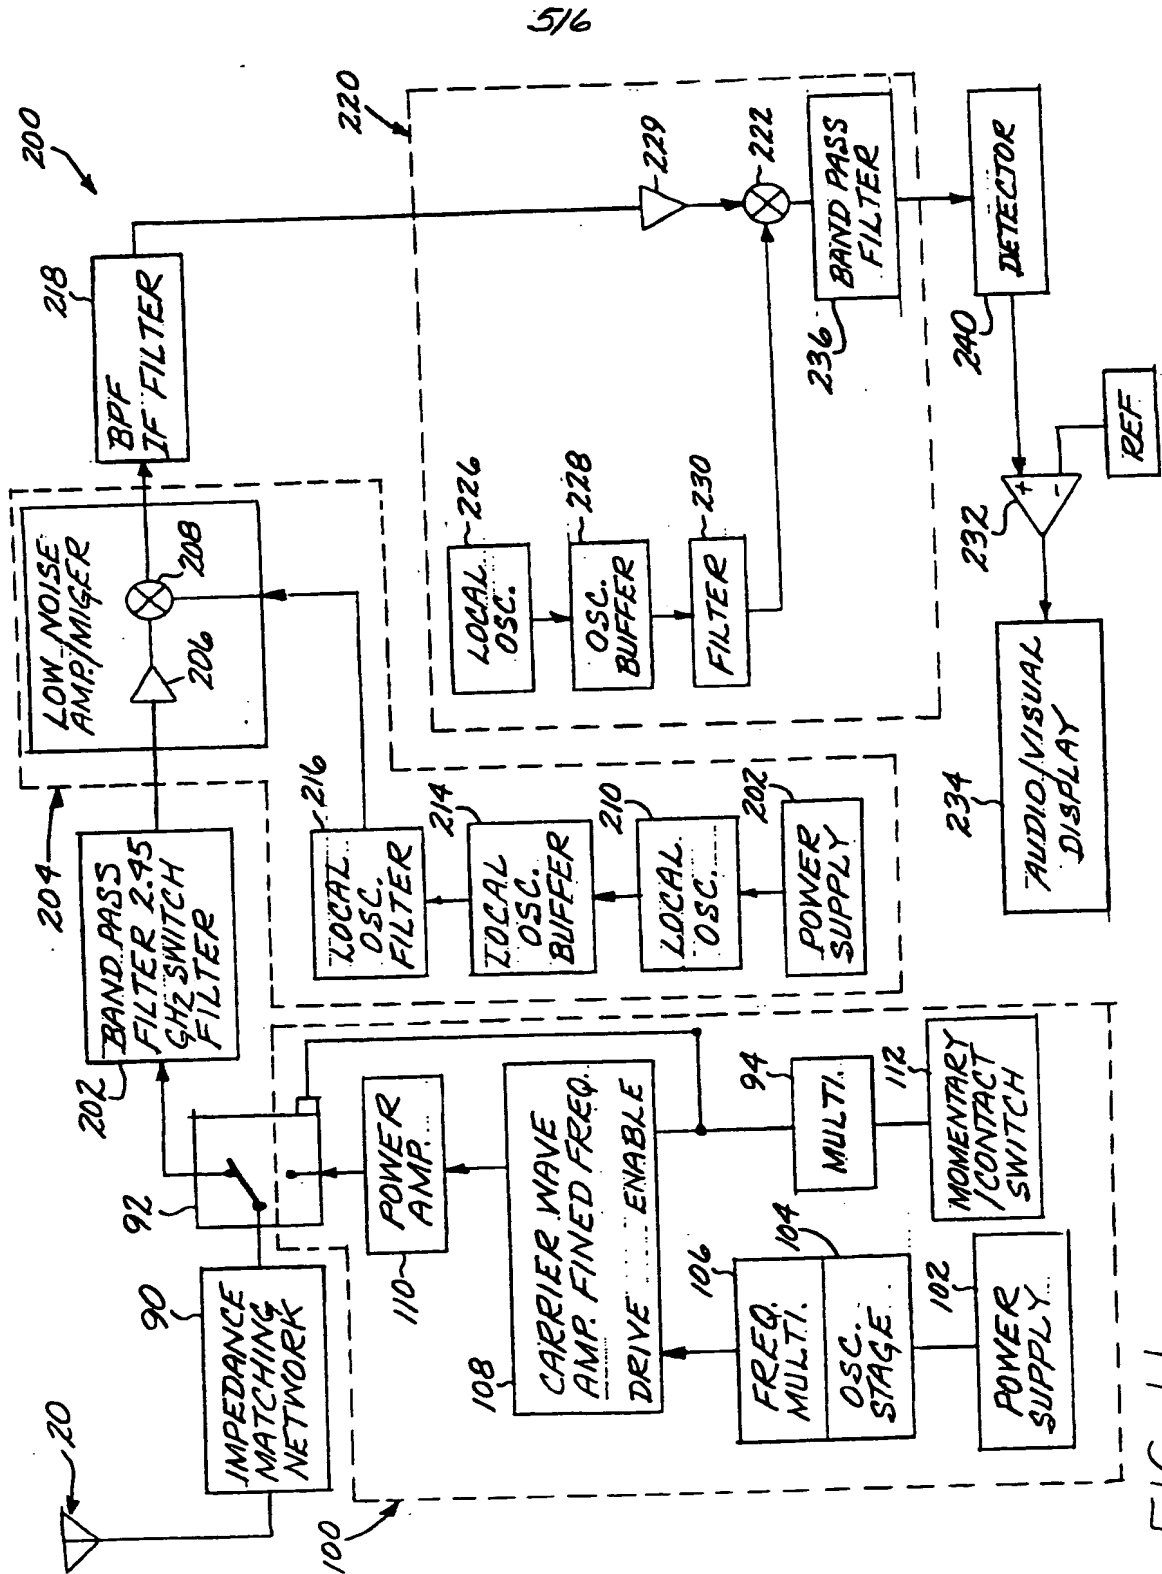 5/6
200
20
90
IMPEDANCE
MATCHING
NETWORK
92
202
BAND PASS
FILTER 2.45
GHz SWITCH
FILTER
204
LOW NOISE
AMP./MIGER
206
208
218
BPF
IF FILTER
216
LOCAL
OSC.
FILTER
214
LOCAL
OSC.
BUFFER
210
LOCAL
OSC.
202
POWER
SUPPLY
220
226
LOCAL
OSC.
228
OSC.
BUFFER
230
FILTER
229
222
236
BAND PASS
FILTER
240
DETECTOR
232
+
-
REF
234
AUDIO/VISUAL
DISPLAY
100
110
POWER
AMP.
108
CARRIER WAVE
AMP. FINED FREQ.
DRIVE ENABLE
106
FREQ.
MULTI.
104
OSC.
STAGE
102
POWER
SUPPLY
94
MULTI.
112
MOMENTARY
/CONTACT
SWITCH